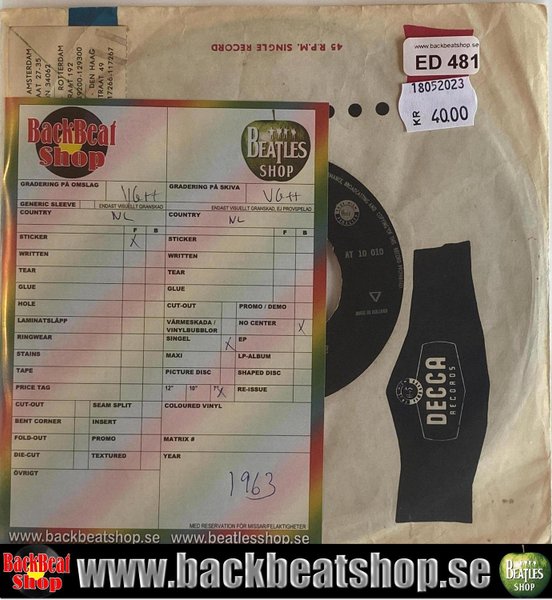 45 R.P.M. SINGLE RECORD
www.backbeatshop.se
ED 481
18052023
KR 40.00
AMSTERDAM
ROTTERDAM
DEN HAAG
BackBeat
Shop
BEATLES
SHOP
GRADERING PÅ OMSLAG VG++
GRADERING PÅ SKIVA VG++
GENERIC SLEEVE ENDAST VISUELLT GRANSKAD
ENDAST VISUELLT GRANSKAD, EJ PROVSPELAD
COUNTRY NL
COUNTRY NL
F B
F B
STICKER X
STICKER
WRITTEN
WRITTEN
TEAR
TEAR
GLUE
GLUE
HOLE
CUT-OUT PROMO / DEMO
LAMINATSLÄPP
VÄRMESKADA /
VINYLBUBBLOR
NO CENTER X
RINGWEAR
SINGEL X EP
STAINS
MAXI LP-ALBUM
TAPE
PICTURE DISC SHAPED DISC
PRICE TAG
12" 10" 7" X RE-ISSUE
CUT-OUT SEAM SPLIT
COLOURED VINYL
BENT CORNER INSERT
FOLD-OUT PROMO
MATRIX #
DIE-CUT TEXTURED
YEAR
ÖVRIGT
1963
MED RESERVATION FÖR MISSAR/FELAKTIGHETER
www.backbeatshop.se www.beatlesshop.se
AT 10 010
MADE IN HOLLAND
DECCA
RECORDS
BackBeat
Shop
www.backbeatshop.se
BEATLES
SHOP